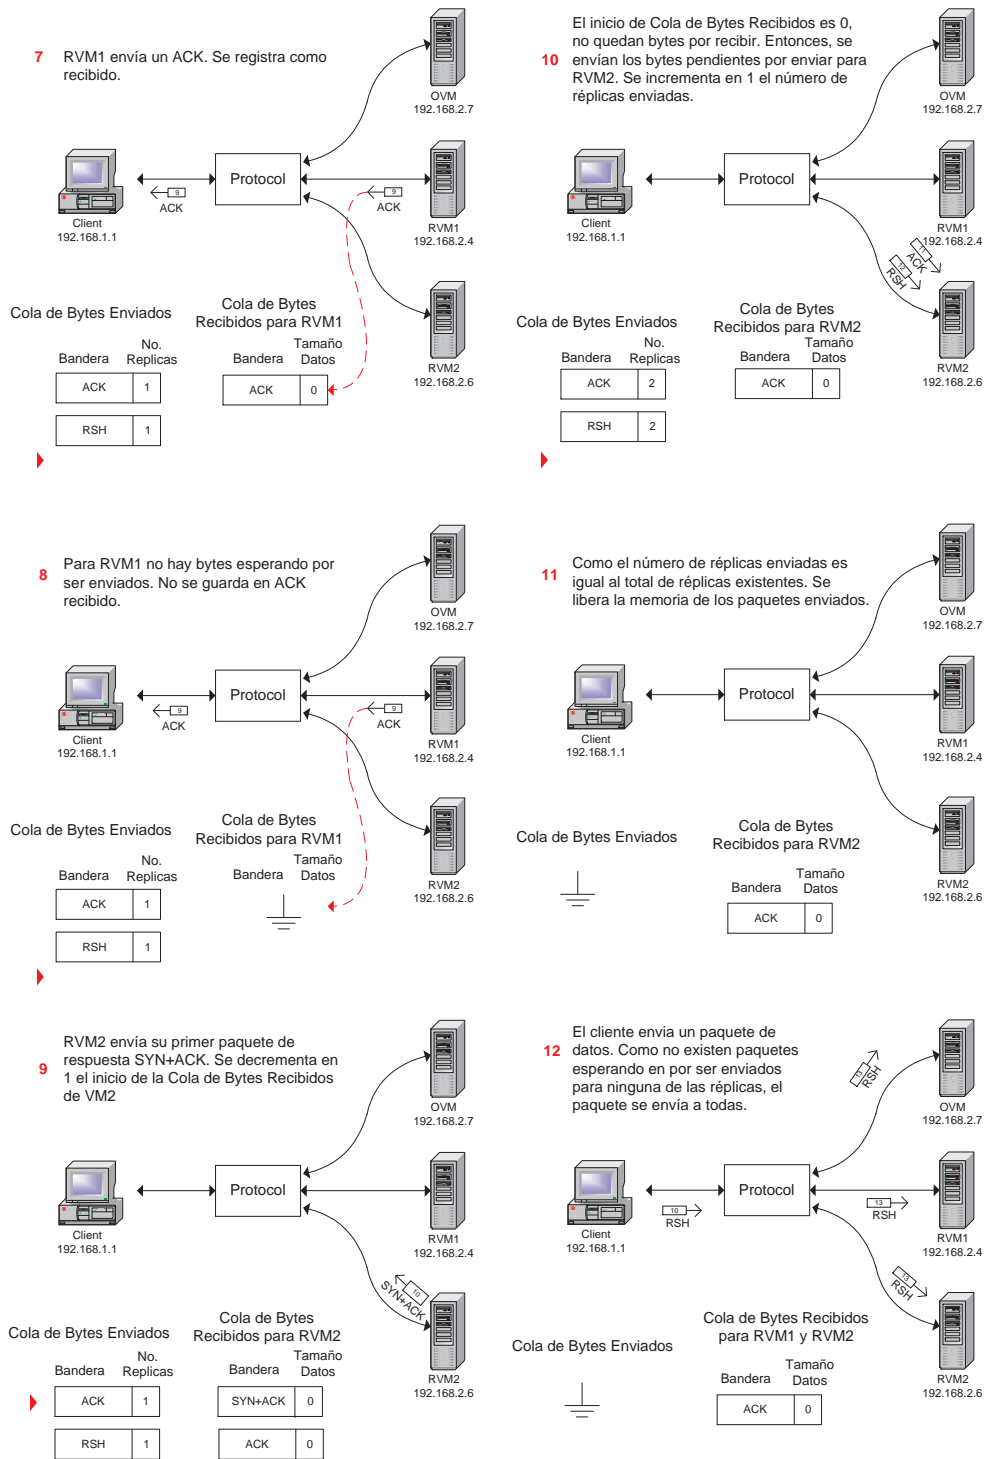 7
RVM1 envía un ACK. Se registra como
recibido.
OVM
192.168.2.7
Protocol
9
ACK
9
ACK
Client
192.168.1.1
RVM1
192.168.2.4
Cola de Bytes Enviados
Cola de Bytes
Recibidos para RVM1
No.
Bandera Replicas
Tamaño
Bandera Datos
RVM2
192.168.2.6
ACK 1
ACK 0
RSH 1
8
Para RVM1 no hay bytes esperando por
ser enviados. No se guarda en ACK
recibido.
OVM
192.168.2.7
Protocol
9
ACK
9
ACK
Client
192.168.1.1
RVM1
192.168.2.4
Cola de Bytes Enviados
Cola de Bytes
Recibidos para RVM1
No.
Bandera Replicas
Tamaño
Bandera Datos
RVM2
192.168.2.6
ACK 1
RSH 1
9
RVM2 envía su primer paquete de
respuesta SYN+ACK. Se decrementa en
1 el inicio de la Cola de Bytes Recibidos
de VM2
OVM
192.168.2.7
Protocol
Client
192.168.1.1
RVM1
192.168.2.4
10
SYN+ACK
Cola de Bytes Enviados
Cola de Bytes
Recibidos para RVM2
No.
Bandera Replicas
Tamaño
Bandera Datos
RVM2
192.168.2.6
ACK 1
SYN+ACK 0
RSH 1
ACK 0
10
El inicio de Cola de Bytes Recibidos es 0,
no quedan bytes por recibir. Entonces, se
envían los bytes pendientes por enviar para
RVM2. Se incrementa en 1 el número de
réplicas enviadas.
OVM
192.168.2.7
Protocol
Client
192.168.1.1
RVM1
192.168.2.4
11
ACK
12
RSH
Cola de Bytes Enviados
Cola de Bytes
Recibidos para RVM2
No.
Bandera Replicas
Tamaño
Bandera Datos
RVM2
192.168.2.6
ACK 2
ACK 0
RSH 2
11
Como el número de réplicas enviadas es
igual al total de réplicas existentes. Se
libera la memoria de los paquetes enviados.
OVM
192.168.2.7
Protocol
Client
192.168.1.1
RVM1
192.168.2.4
Cola de Bytes Enviados
Cola de Bytes
Recibidos para RVM2
Tamaño
Bandera Datos
RVM2
192.168.2.6
ACK 0
12
El cliente envia un paquete de
datos. Como no existen paquetes
esperando en por ser enviados
para ninguna de las réplicas, el
paquete se envía a todas.
13
RSH
OVM
192.168.2.7
Protocol
10
RSH
13
RSH
Client
192.168.1.1
RVM1
192.168.2.4
13
RSH
Cola de Bytes Enviados
Cola de Bytes Recibidos
para RVM1 y RVM2
Tamaño
Bandera Datos
RVM2
192.168.2.6
ACK 0